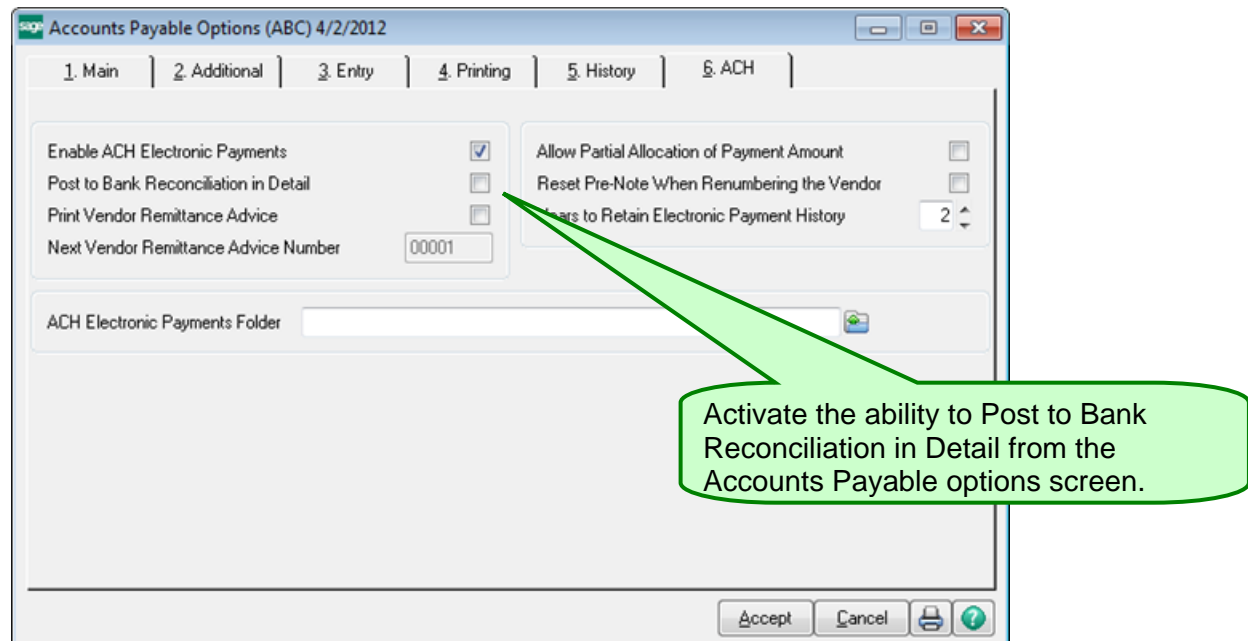 sage Accounts Payable Options (ABC) 4/2/2012
1. Main 2. Additional 3. Entry 4. Printing 5. History 6. ACH
Enable ACH Electronic Payments
Post to Bank Reconciliation in Detail
Print Vendor Remittance Advice
Next Vendor Remittance Advice Number 00001
Allow Partial Allocation of Payment Amount
Reset Pre-Note When Renumbering the Vendor
to Retain Electronic Payment History 2
ACH Electronic Payments Folder
Activate the ability to Post to Bank
Reconciliation in Detail from the
Accounts Payable options screen.
Accept Cancel